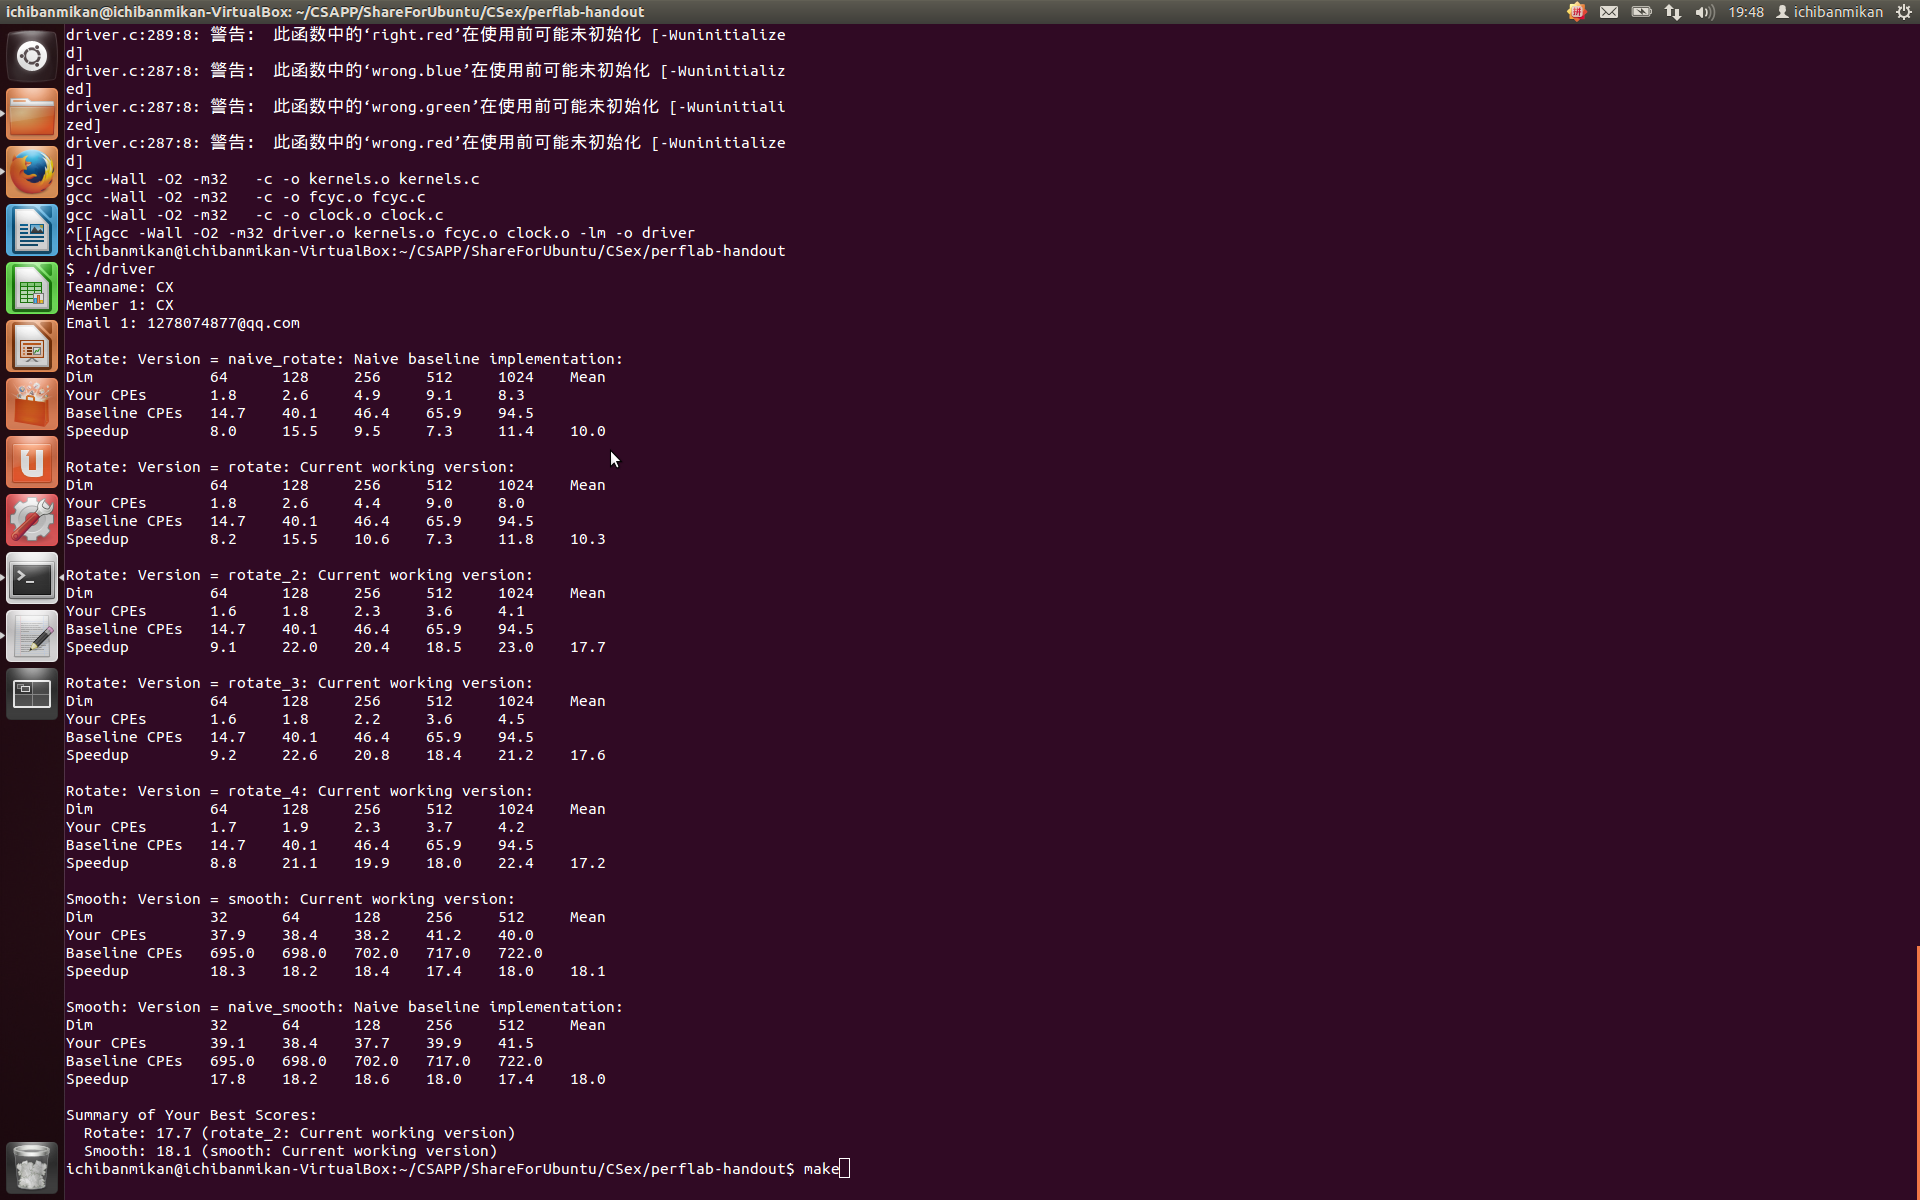 ichibanmikan@ichibanmikan-VirtualBox: ~/CSAPP/ShareForUbuntu/CSex/perflab-handout
19:48 ichibanmikan
driver.c:289:8: 警告： 此函数中的‘right.red’在使用前可能未初始化 [-Wuninitialize
d]
driver.c:287:8: 警告： 此函数中的‘wrong.blue’在使用前可能未初始化 [-Wuninitializ
ed]
driver.c:287:8: 警告： 此函数中的‘wrong.green’在使用前可能未初始化 [-Wuninitiali
zed]
driver.c:287:8: 警告： 此函数中的‘wrong.red’在使用前可能未初始化 [-Wuninitialize
d]
gcc -Wall -O2 -m32   -c -o kernels.o kernels.c
gcc -Wall -O2 -m32   -c -o fcyc.o fcyc.c
gcc -Wall -O2 -m32   -c -o clock.o clock.c
^[[Agcc -Wall -O2 -m32 driver.o kernels.o fcyc.o clock.o -lm -o driver
ichibanmikan@ichibanmikan-VirtualBox:~/CSAPP/ShareForUbuntu/CSex/perflab-handout
$ ./driver
Teamname: CX
Member 1: CX
Email 1: 1278074877@qq.com
Rotate: Version = naive_rotate: Naive baseline implementation:
Dim 64 128 256 512 1024 Mean
Your CPEs 1.8 2.6 4.9 9.1 8.3
Baseline CPEs 14.7 40.1 46.4 65.9 94.5
Speedup 8.0 15.5 9.5 7.3 11.4 10.0
Rotate: Version = rotate: Current working version:
Dim 64 128 256 512 1024 Mean
Your CPEs 1.8 2.6 4.4 9.0 8.0
Baseline CPEs 14.7 40.1 46.4 65.9 94.5
Speedup 8.2 15.5 10.6 7.3 11.8 10.3
Rotate: Version = rotate_2: Current working version:
Dim 64 128 256 512 1024 Mean
Your CPEs 1.6 1.8 2.3 3.6 4.1
Baseline CPEs 14.7 40.1 46.4 65.9 94.5
Speedup 9.1 22.0 20.4 18.5 23.0 17.7
Rotate: Version = rotate_3: Current working version:
Dim 64 128 256 512 1024 Mean
Your CPEs 1.6 1.8 2.2 3.6 4.5
Baseline CPEs 14.7 40.1 46.4 65.9 94.5
Speedup 9.2 22.6 20.8 18.4 21.2 17.6
Rotate: Version = rotate_4: Current working version:
Dim 64 128 256 512 1024 Mean
Your CPEs 1.7 1.9 2.3 3.7 4.2
Baseline CPEs 14.7 40.1 46.4 65.9 94.5
Speedup 8.8 21.1 19.9 18.0 22.4 17.2
Smooth: Version = smooth: Current working version:
Dim 32 64 128 256 512 Mean
Your CPEs 37.9 38.4 38.2 41.2 40.0
Baseline CPEs 695.0 698.0 702.0 717.0 722.0
Speedup 18.3 18.2 18.4 17.4 18.0 18.1
Smooth: Version = naive_smooth: Naive baseline implementation:
Dim 32 64 128 256 512 Mean
Your CPEs 39.1 38.4 37.7 39.9 41.5
Baseline CPEs 695.0 698.0 702.0 717.0 722.0
Speedup 17.8 18.2 18.6 18.0 17.4 18.0
Summary of Your Best Scores:
Rotate: 17.7 (rotate_2: Current working version)
Smooth: 18.1 (smooth: Current working version)
ichibanmikan@ichibanmikan-VirtualBox:~/CSAPP/ShareForUbuntu/CSex/perflab-handout$ make